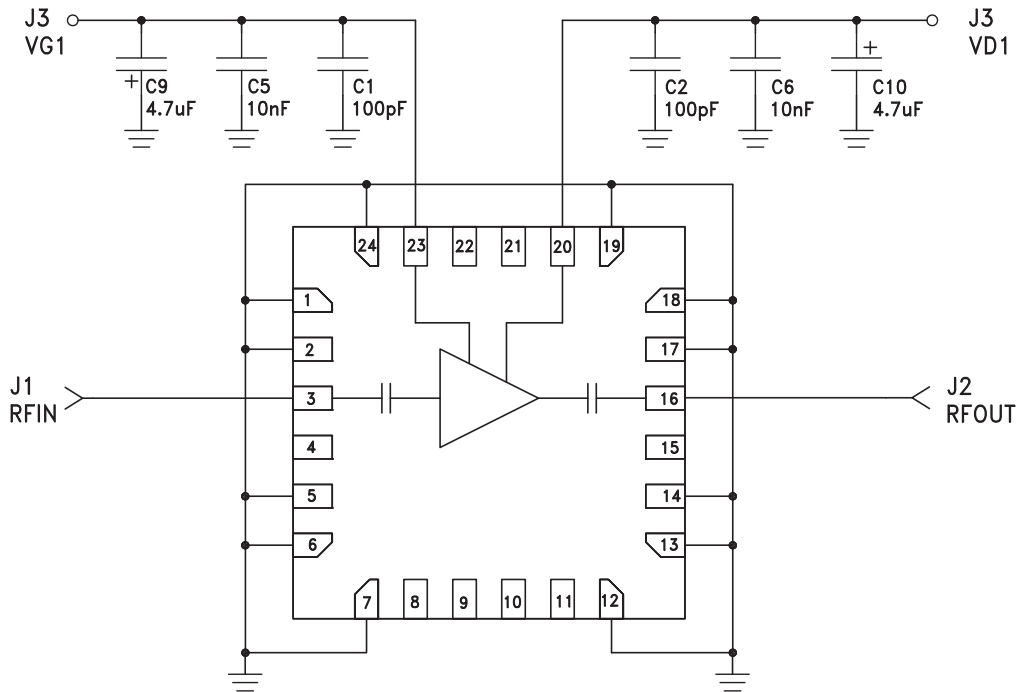 J3
VG1
J3
VD1
+
C9
4.7uF
C5
10nF
C1
100pF
C2
100pF
C6
10nF
+
C10
4.7uF
24
23
22
21
20
19
1
18
2
17
J1
RFIN
3
16
J2
RFOUT
4
15
5
14
6
13
7
8
9
10
11
12